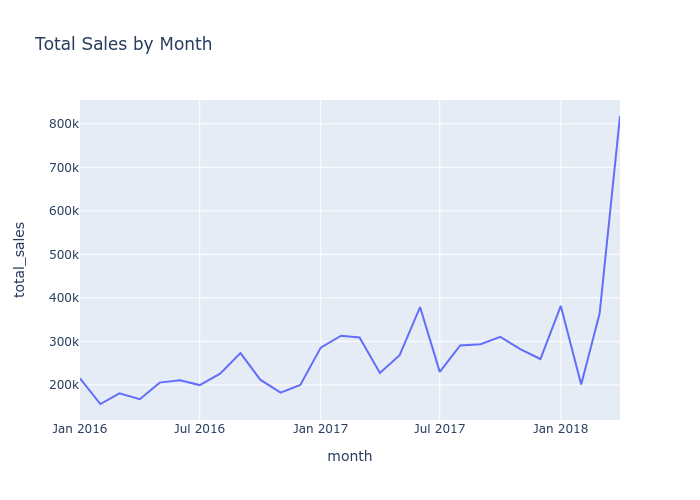 Total Sales by Month
800k
700k
600k
500k
400k
300k
200k
total_sales
Jan 2016
Jul 2016
Jan 2017
Jul 2017
Jan 2018
month